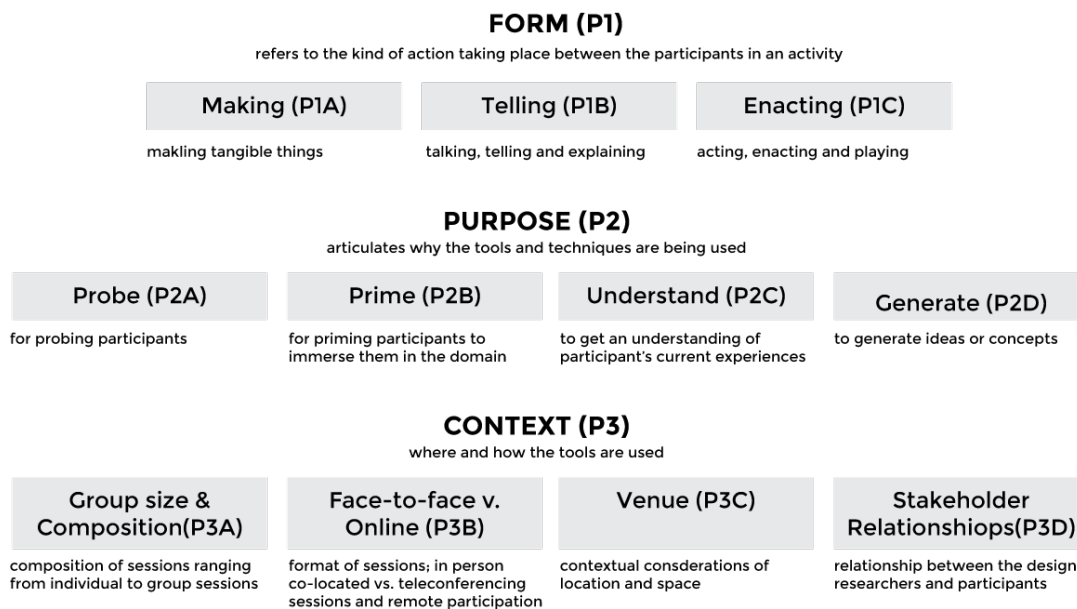 FORM (P1)
refers to the kind of action taking place between the participants in an activity
Making (P1A)
makling tangible things
Telling (P1B)
talking, telling and explaining
Enacting (P1C)
acting, enacting and playing
PURPOSE (P2)
articulates why the tools and techniques are being used
Probe (P2A)
for probing participants
Prime (P2B)
for priming participants to
immerse them in the domain
Understand (P2C)
to get an understanding of
participant's current experiences
Generate (P2D)
to generate ideas or concepts
CONTEXT (P3)
where and how the tools are used
Group size &
Composition(P3A)
composition of sessions ranging
from individual to group sessions
Face-to-face v.
Online (P3B)
format of sessions; in person
co-located vs. teleconferencing
sessions and remote participation
Venue (P3C)
contextual consderations of
location and space
Stakeholder
Relationshiops(P3D)
relationship between the design
researchers and participants